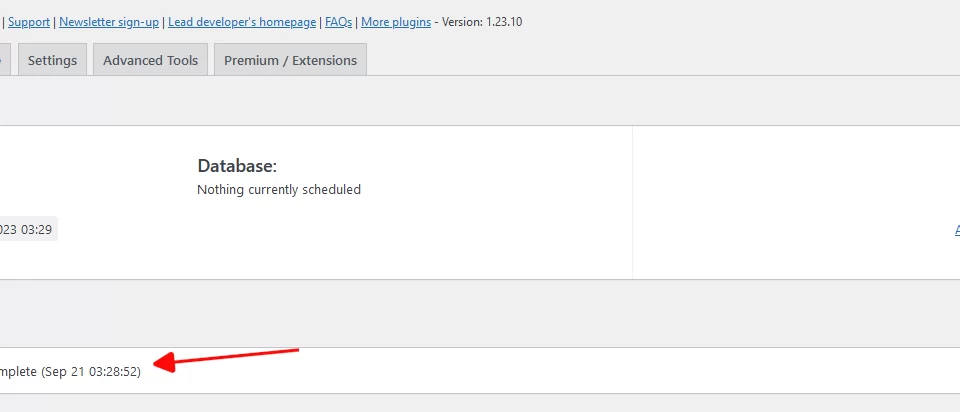 | Support | Newsletter sign-up | Lead developer's homepage | FAQs | More plugins - Version: 1.23.10
Settings Advanced Tools Premium / Extensions
Database:
Nothing currently scheduled
023 03:29
mplete (Sep 21 03:28:52)